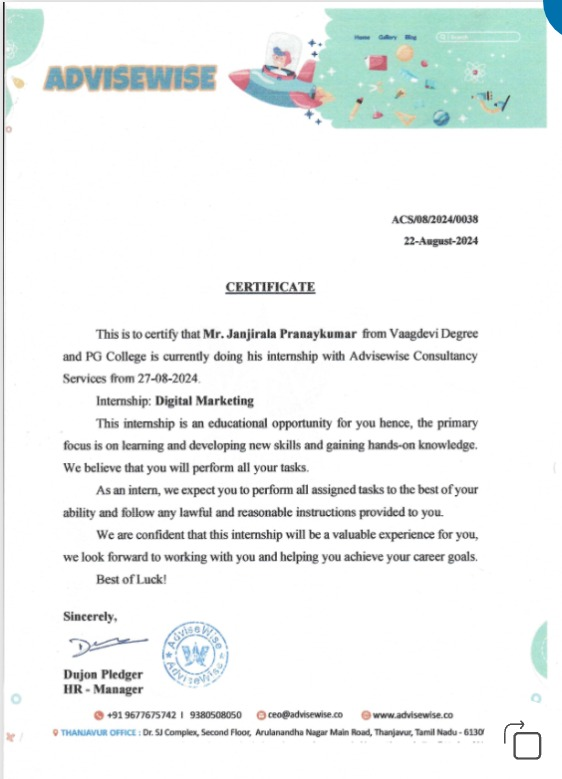 Home Gallery Blog Search
ADVISEWISE
ACS/08/2024/0038
22-August-2024
CERTIFICATE
This is to certify that Mr. Janjirala Pranaykumar from Vaagdevi Degree
and PG College is currently doing his internship with Advisewise Consultancy
Services from 27-08-2024.
Internship: Digital Marketing
This internship is an educational opportunity for you hence, the primary
focus is on learning and developing new skills and gaining hands-on knowledge.
We believe that you will perform all your tasks.
As an intern, we expect you to perform all assigned tasks to the best of your
ability and follow any lawful and reasonable instructions provided to you.
We are confident that this internship will be a valuable experience for you,
we look forward to working with you and helping you achieve your career goals.
Best of Luck!
Sincerely,
AdviseWise
AdviseWise
Dujon Pledger
HR - Manager
+91 9677675742 I 9380508050 ceo@advisewise.co www.advisewise.co
THANJAVUR OFFICE : Dr. SJ Complex, Second Floor, Arulanandha Nagar Main Road, Thanjavur, Tamil Nadu - 6130